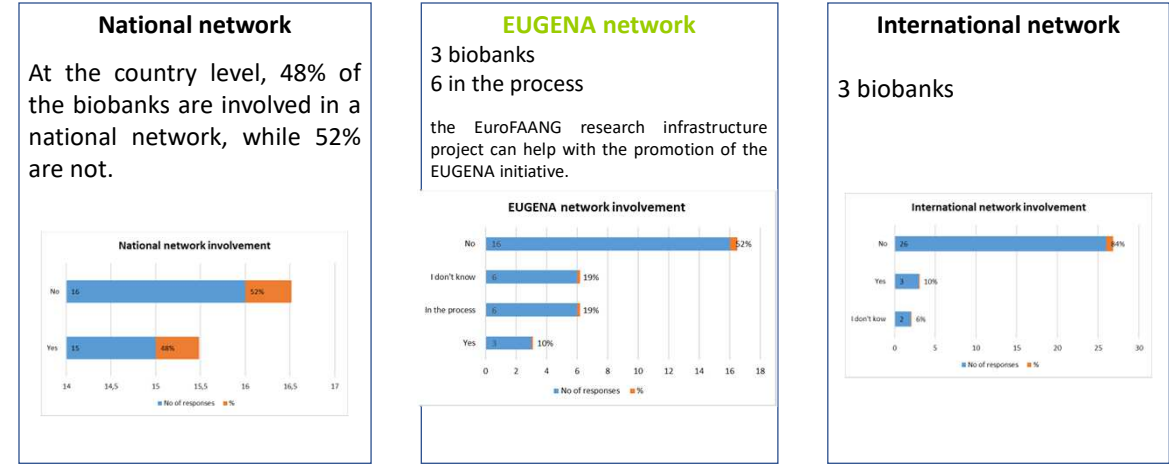 National network
At the country level, 48% of
the biobanks are involved in a
national network, while 52%
are not.
National network involvement
No
16
52%
Yes
15
48%
14 14,5 15 15,5 16 16,5 17
No of responses %
EUGENA network
3 biobanks
6 in the process
the EuroFAANG research infrastructure
project can help with the promotion of the
EUGENA initiative.
EUGENA network involvement
No
16
52%
I don't know
6
19%
In the process
6
19%
Yes
3
10%
0 2 4 6 8 10 12 14 16 18
No of responses %
International network
3 biobanks
International network involvement
No
26
84%
Yes
3
10%
I don't kow
2
6%
0 5 10 15 20 25 30
No of responses %